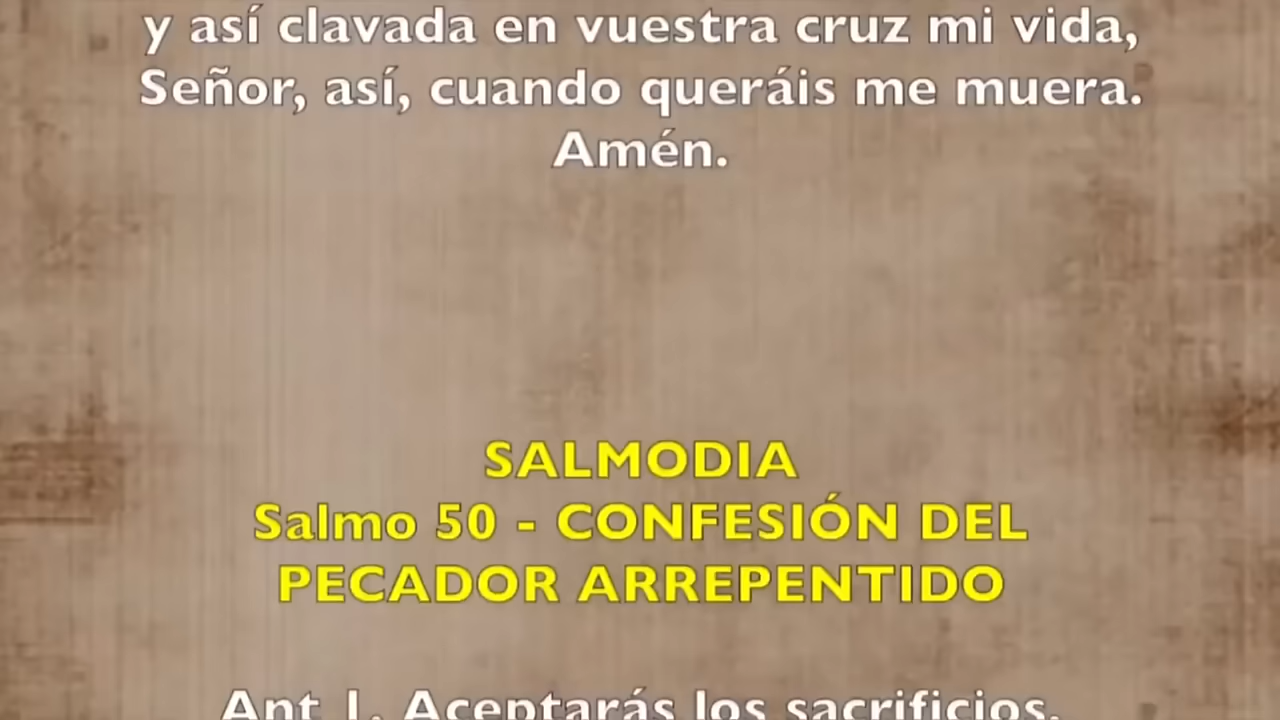 y así clavada en vuestra cruz mi vida,
Señor, así, cuando queráis me muera.
Amén.
SALMODIA
Salmo 50 - CONFESIÓN DEL
PECADOR ARREPENTIDO
Ant 1. Aceptarás los sacrificios,